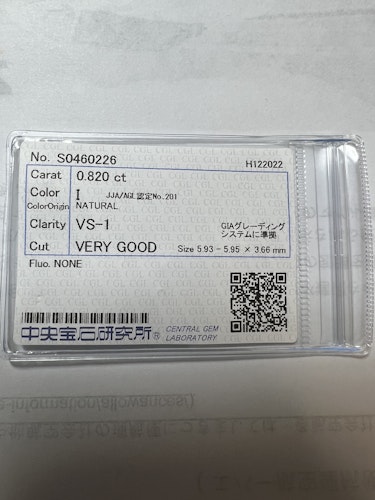 No. S0460226
H122022
Carat 0.820 ct
Color I JJA/AGL認定No.201
ColorOrigin NATURAL
Clarity VS-1 GIAグレーディング
システムに準拠
Cut VERY GOOD Size 5.93 - 5.95 × 3.66 mm
Fluo. NONE
中央宝石研究所® CENTRAL GEM
LABORATORY